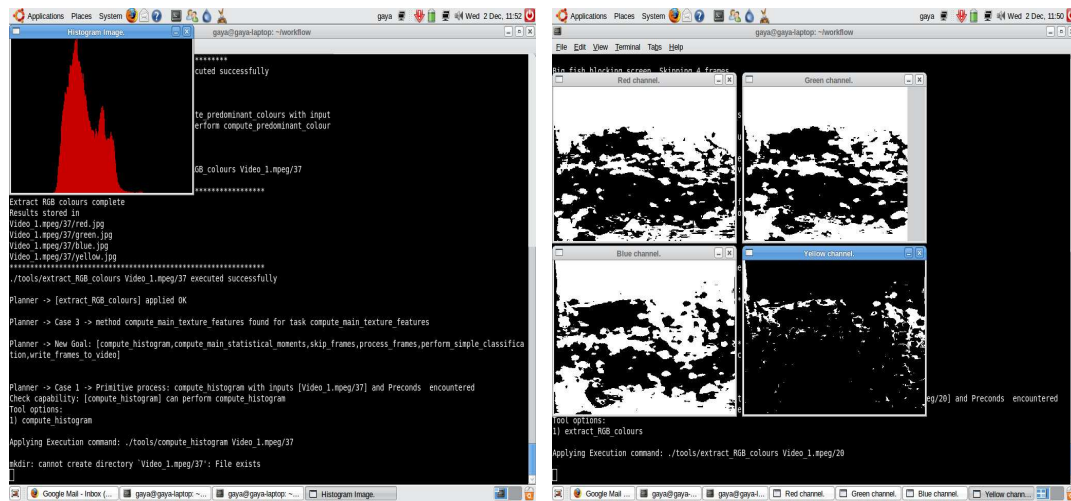 Applications Places System
gaya
Wed 2 Dec, 11:52
Histogram Image.
gaya@gaya-laptop: ~/workflow
********
cuted successfully
te_predominant_colours with input
erform compute_predominant_colour
GB_colours Video_1.mpeg/37
Extract RGB colours complete
Results stored in
Video_1.mpeg/37/red.jpg
Video_1.mpeg/37/green.jpg
Video_1.mpeg/37/blue.jpg
Video_1.mpeg/37/yellow.jpg
./tools/extract_RGB_colours Video_1.mpeg/37 executed successfully
Planner -> [extract_RGB_colours] applied OK
Planner -> Case 3 -> method compute_main_texture_features found for task compute_main_texture_features
Planner -> New Goal: [compute_histogram,compute_main_statistical_moments,skip_frames,process_frames,perform_simple_classifica
tion,write_frames_to_video]
Planner -> Case 1 -> Primitive process: compute_histogram with inputs [Video_1.mpeg/37] and Preconds encountered
Check capability: [compute_histogram] can perform compute_histogram
Tool options:
1) compute_histogram
Applying Execution command: ./tools/compute_histogram Video_1.mpeg/37
mkdir: cannot create directory `Video_1.mpeg/37': File exists
Google Mail - Inbox (...
gaya@gaya-laptop: ~...
gaya@gaya-laptop: ~...
Histogram Image.
Applications Places System
gaya
Wed 2 Dec, 11:50
gaya@gaya-laptop: ~/workflow
File Edit View Terminal Tabs Help
Big fish blocking screen. Skipping 4 frames
Red channel.
Green channel.
Blue channel.
Yellow channel.
eg/20] and Preconds encountered
Tool options:
1) extract_RGB_colours
Applying Execution command: ./tools/extract_RGB_colours Video_1.mpeg/20
Google Mail ...
gaya@gaya-...
gaya@gaya-l...
Red channel.
Green channel.
Blue channel.
Yellow chann...